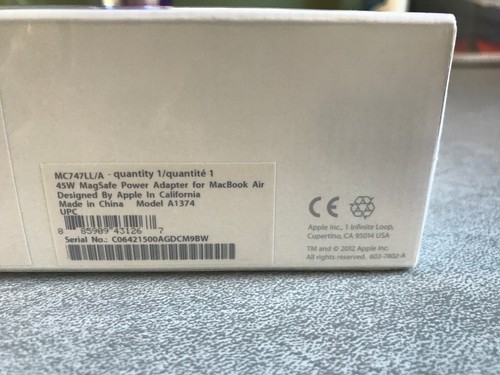 MC747LL/A - quantity 1/quantité 1
45W MagSafe Power Adapter for MacBook Air
Designed By Apple In California
Made in China Model A1374
UPC
8 85909 43126 7
Serial No.: C06421500AGDCM9BW
CE
Apple Inc., 1 Infinite Loop,
Cupertino, CA 95014 USA
TM and © 2012 Apple Inc.
All rights reserved. 603-7802-A